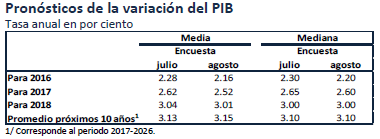 Pronósticos de la variación del PIB
Tasa anual en por ciento
Media Mediana
Encuesta Encuesta
julio agosto julio agosto
Para 2016 2.28 2.16 2.30 2.20
Para 2017 2.62 2.52 2.65 2.60
Para 2018 3.04 3.01 3.00 3.00
Promedio próximos 10 años¹ 3.13 3.15 3.10 3.10
1/ Corresponde al periodo 2017-2026.